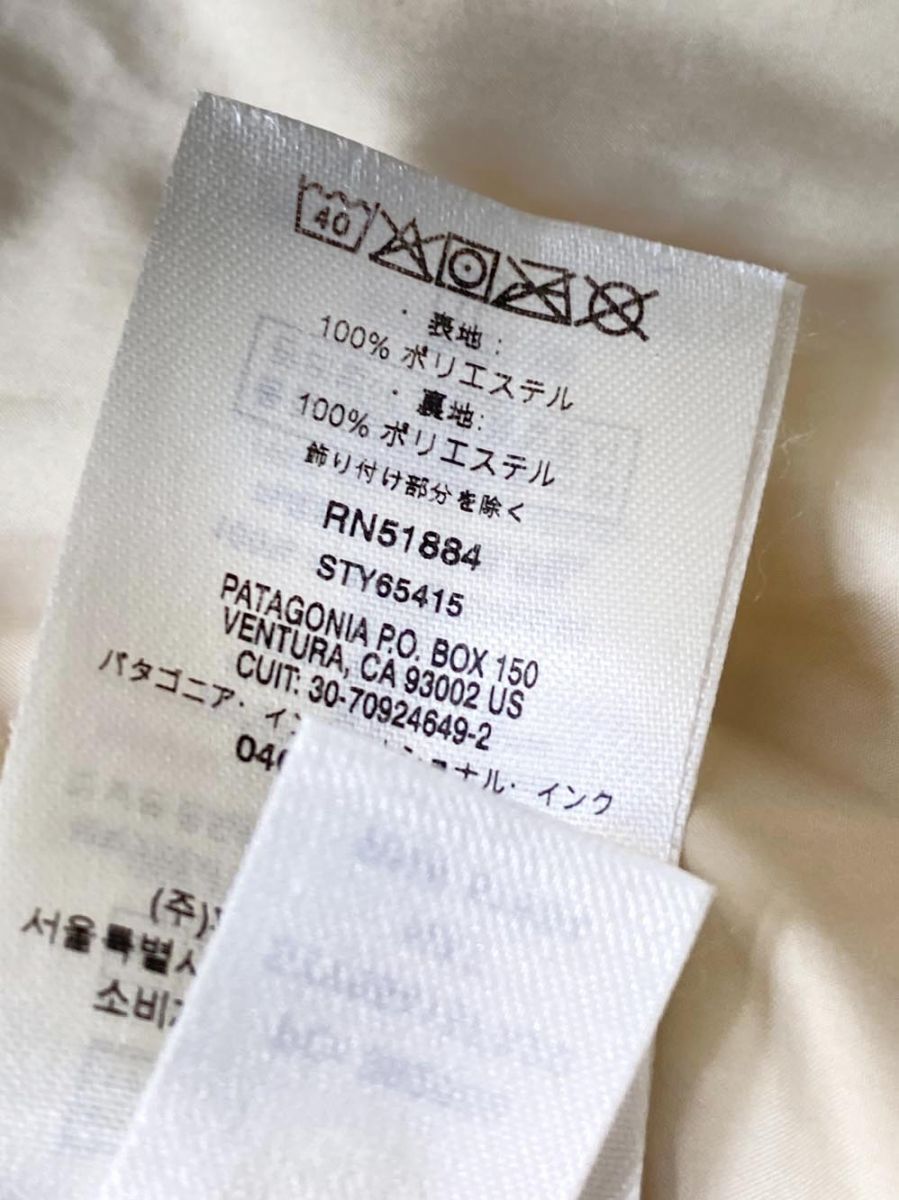 40
・表地:
100% ポリエステル
・裏地:
100% ポリエステル
飾り付け部分を除く
RN51884
STY65415
PATAGONIA P.O. BOX 150
VENTURA, CA 93002 US
CUIT: 30-70924649-2
パタゴニア・イン ショナル・インク
04
(주)
서울특별시
소비